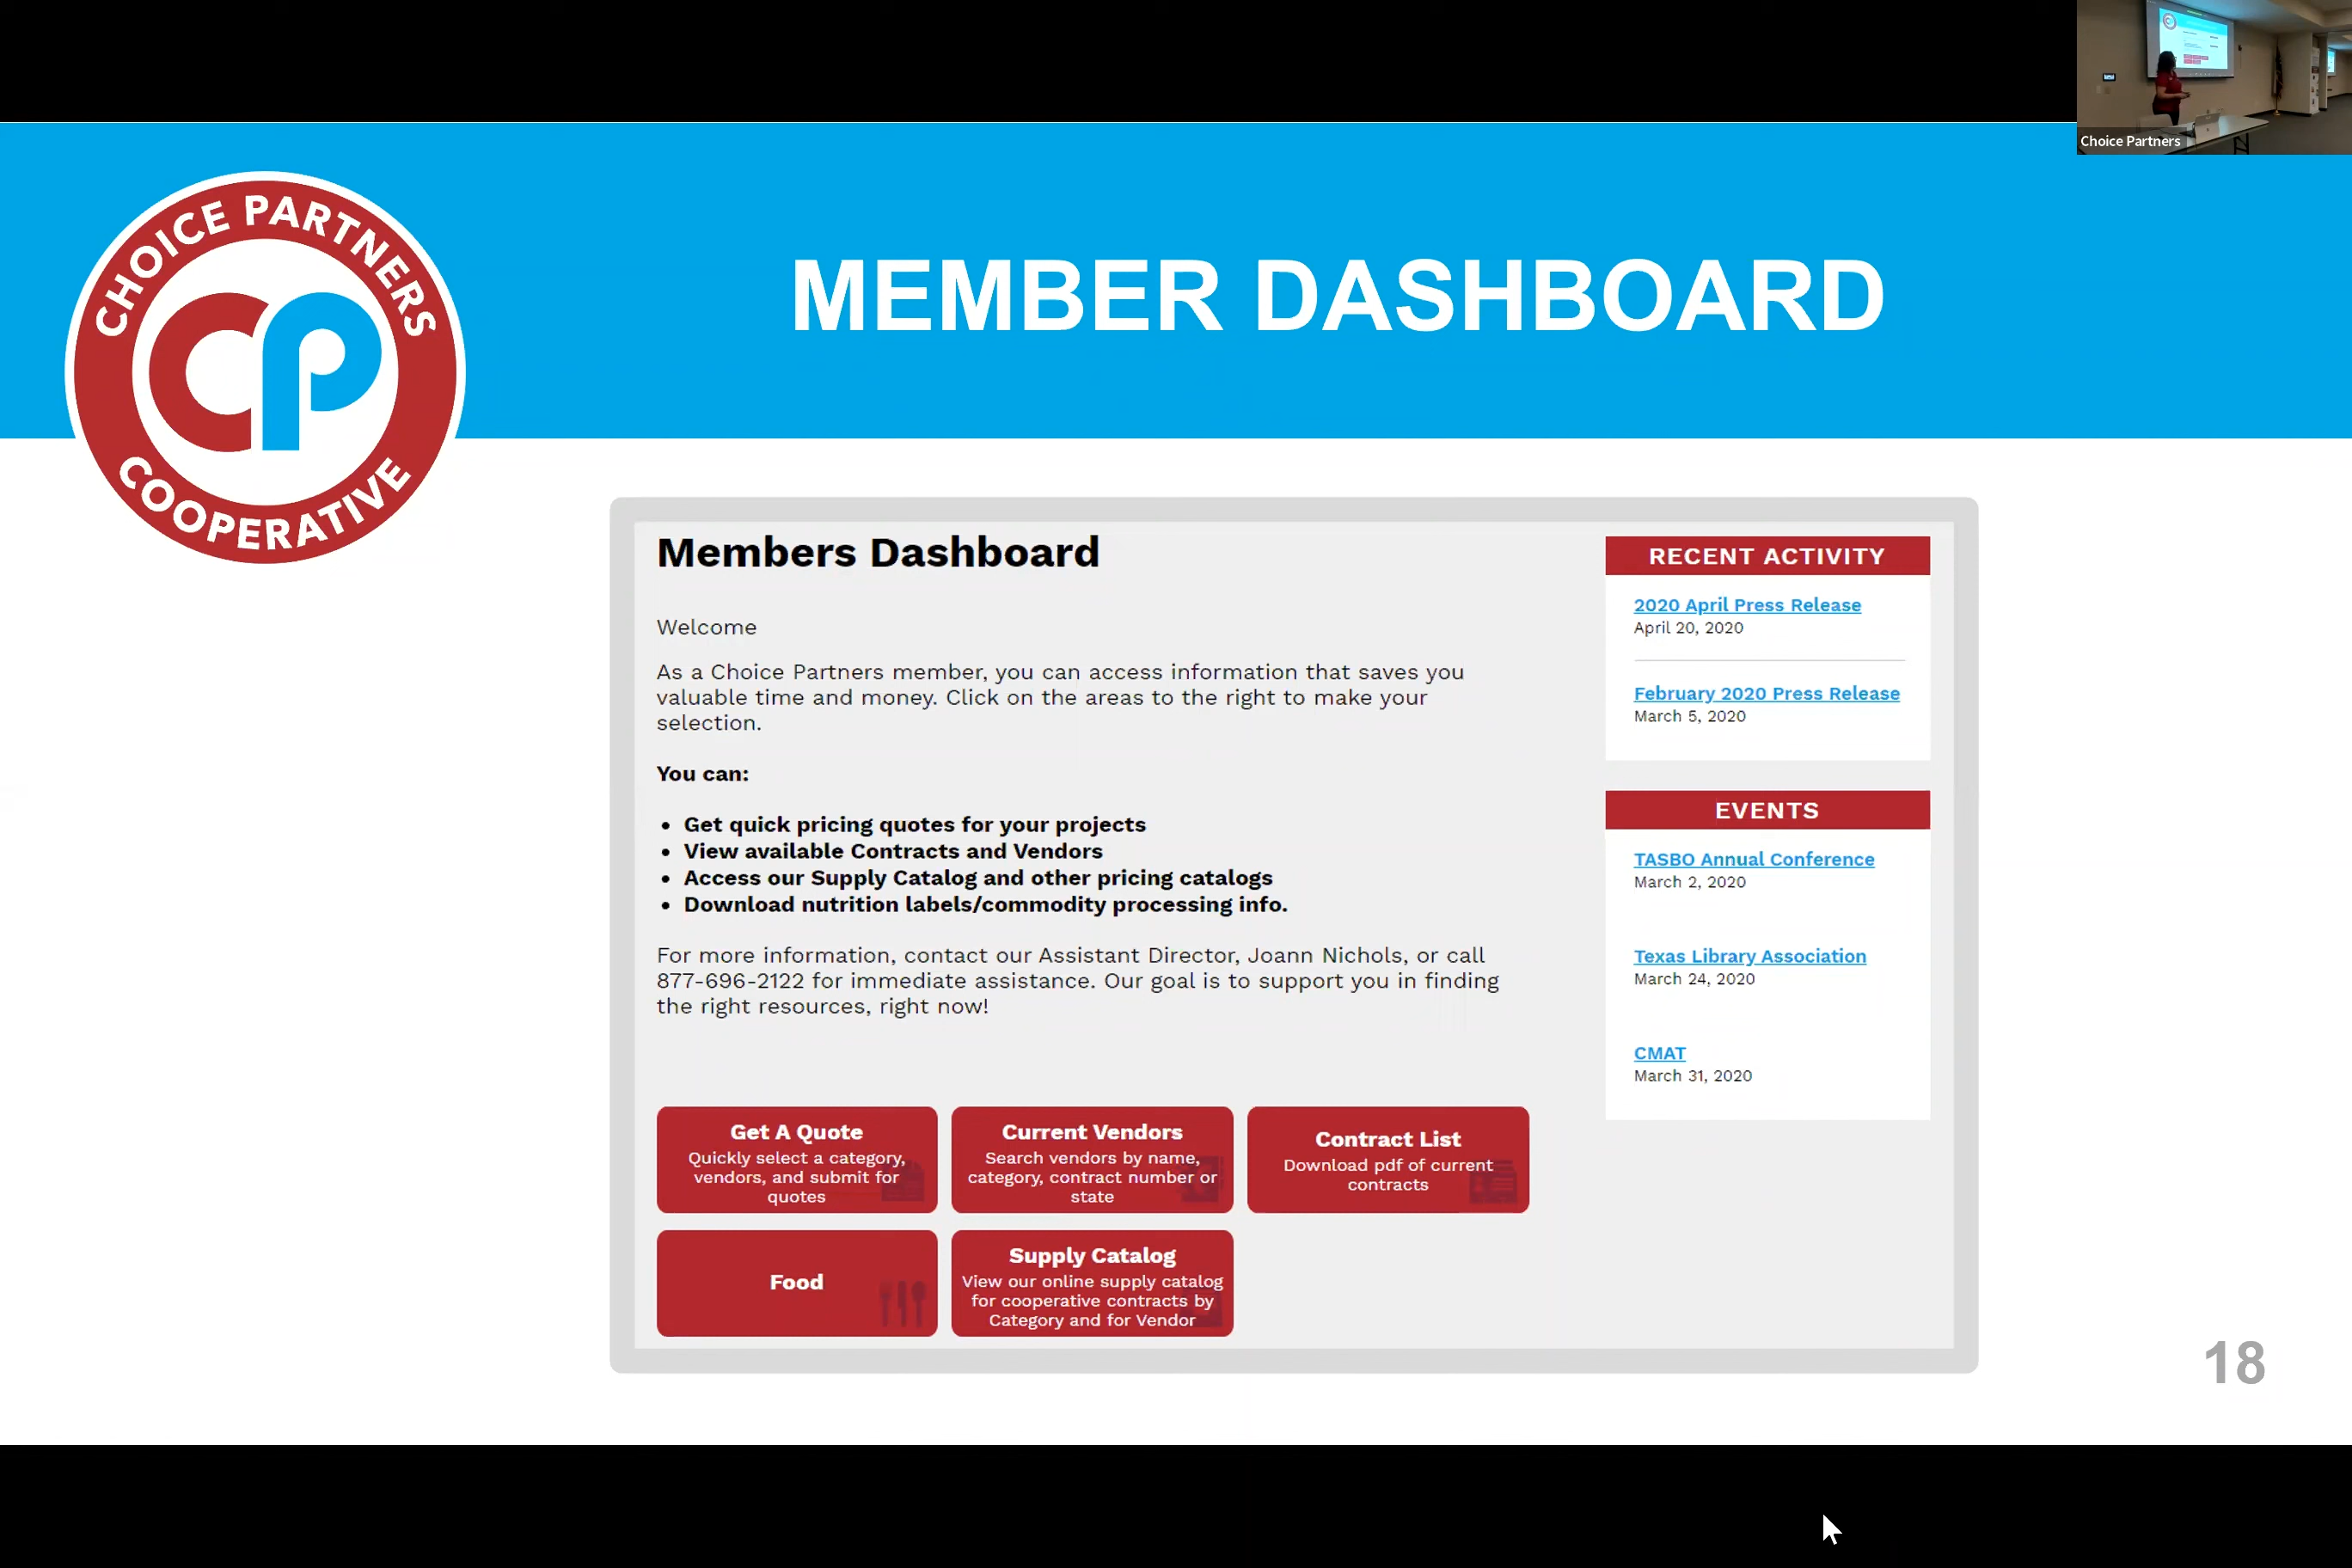 Choice Partners
CHOICE PARTNERS
CP
COOPERATIVE
MEMBER DASHBOARD
Members Dashboard
Welcome
As a Choice Partners member, you can access information that saves you
valuable time and money. Click on the areas to the right to make your
selection.
You can:
• Get quick pricing quotes for your projects
• View available Contracts and Vendors
• Access our Supply Catalog and other pricing catalogs
• Download nutrition labels/commodity processing info.
For more information, contact our Assistant Director, Joann Nichols, or call
877-696-2122 for immediate assistance. Our goal is to support you in finding
the right resources, right now!
Get A Quote
Quickly select a category,
vendors, and submit for
quotes
Current Vendors
Search vendors by name,
category, contract number or
state
Contract List
Download pdf of current
contracts
Food
Supply Catalog
View our online supply catalog
for cooperative contracts by
Category and for Vendor
RECENT ACTIVITY
2020 April Press Release
April 20, 2020
February 2020 Press Release
March 5, 2020
EVENTS
TASBO Annual Conference
March 2, 2020
Texas Library Association
March 24, 2020
CMAT
March 31, 2020
18